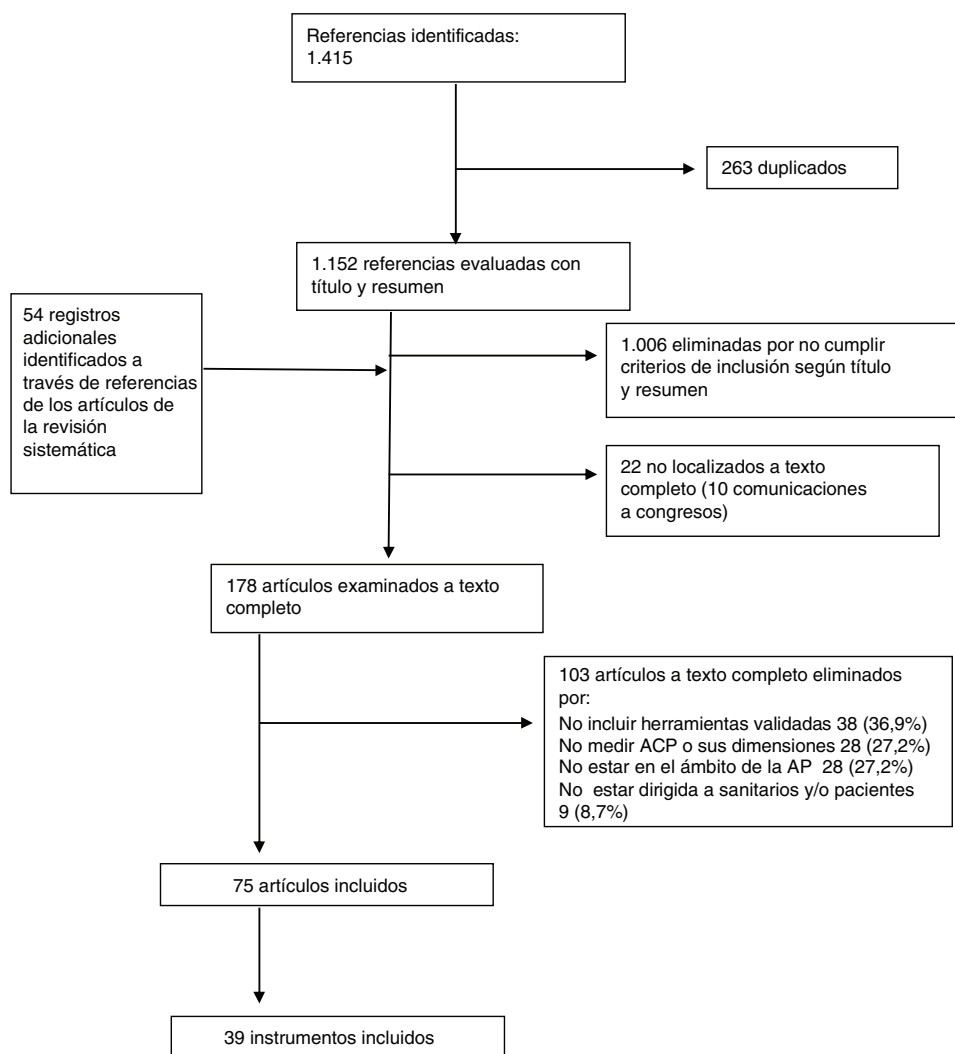 Referencias identificadas:
1.415
263 duplicados
1.152 referencias evaluadas con
título y resumen
54 registros
adicionales
identificados a
través de referencias
de los artículos de
la revisión
sistemática
1.006 eliminadas por no cumplir
criterios de inclusión según título
y resumen
22 no localizados a texto
completo (10 comunicaciones
a congresos)
178 artículos examinados a texto
completo
103 artículos a texto completo eliminados
por:
No incluir herramientas validadas 38 (36,9%)
No medir ACP o sus dimensiones 28 (27,2%)
No estar en el ámbito de la AP 28 (27,2%)
No estar dirigida a sanitarios y/o pacientes
9 (8,7%)
75 artículos incluidos
39 instrumentos incluidos